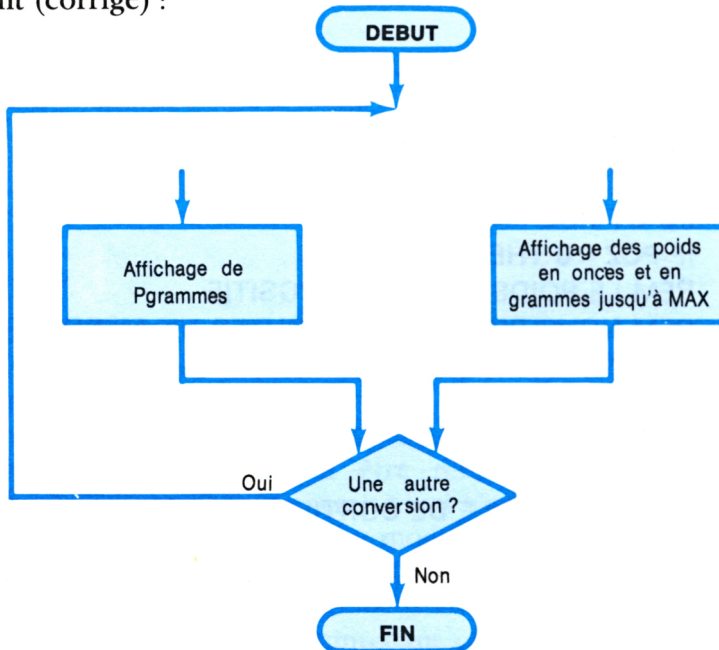 (corrigé) :
DEBUT
Affichage de
Pgrammes
Affichage des poids
en onces et en
grammes jusqu'à MAX
Oui
Une autre
conversion ?
Non
FIN